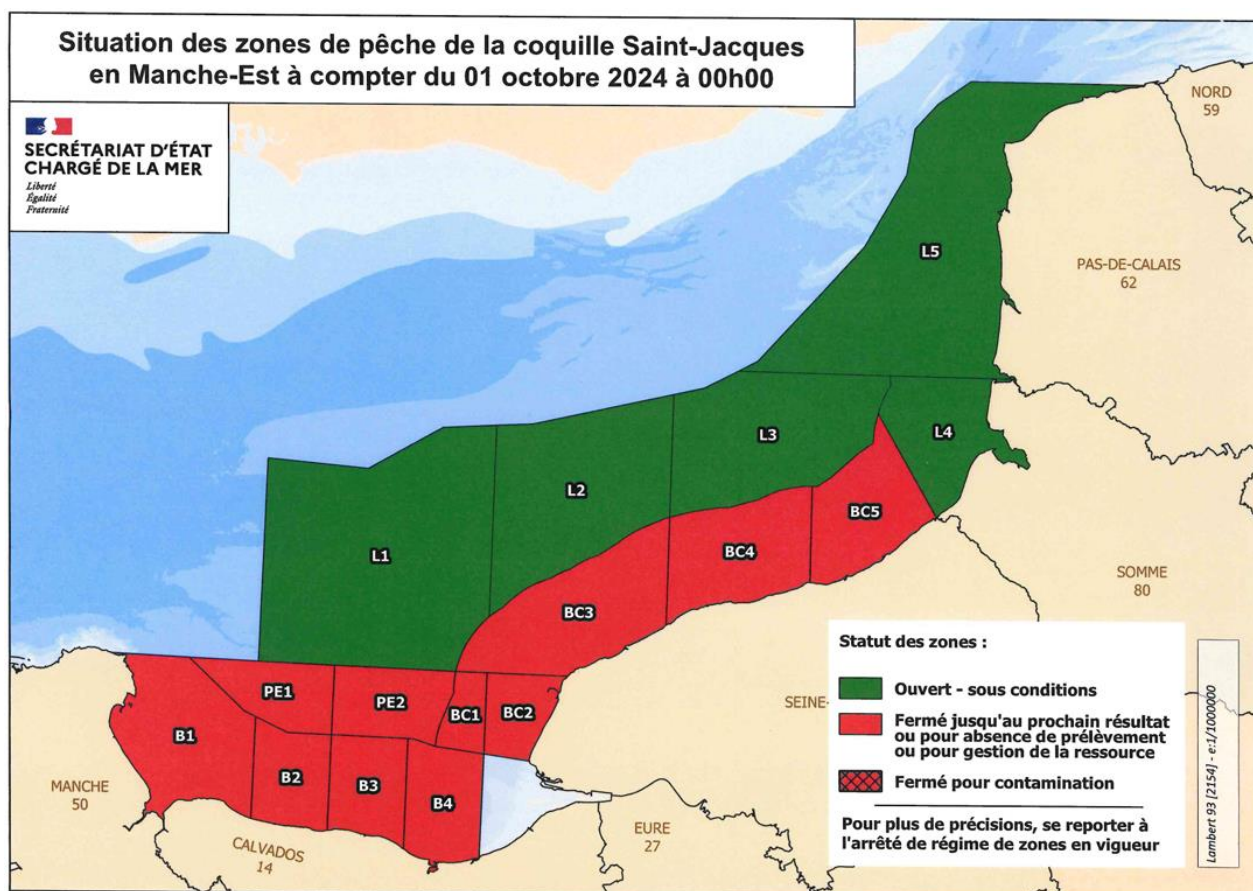 Situation des zones de pêche de la coquille Saint-Jacques
en Manche-Est à compter du 01 octobre 2024 à 00h00
SECRÉTARIAT D'ÉTAT
CHARGÉ DE LA MER
Liberté
Égalité
Fraternité
NORD
59
L5
PAS-DE-CALAIS
62
L3
L4
L2
BC5
L1
BC4
SOMME
80
BC3
PE1
PE2
BC1
BC2
SEINE-
B1
B2
B3
B4
MANCHE
50
CALVADOS
14
EURE
27
Statut des zones :
Ouvert - sous conditions
Fermé jusqu'au prochain résultat
ou pour absence de prélèvement
ou pour gestion de la ressource
Fermé pour contamination
Pour plus de précisions, se reporter à
l'arrêté de régime de zones en vigueur
Lambert 93 [2154] - e:1/1000000